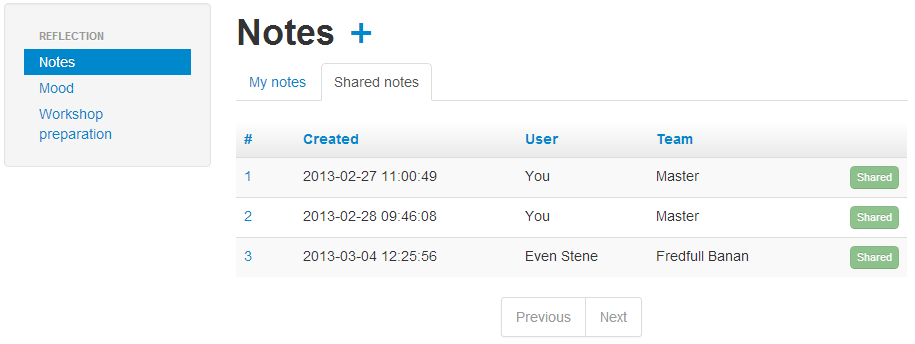 REFLECTION
Notes
Mood
Workshop
preparation
Notes +
My notes Shared notes
# Created User Team
1 2013-02-27 11:00:49 You Master Shared
2 2013-02-28 09:46:08 You Master Shared
3 2013-03-04 12:25:56 Even Stene Fredfull Banan Shared
Previous Next